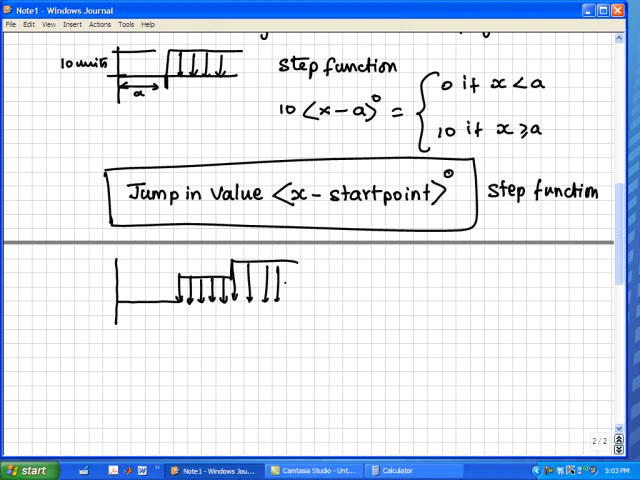 Note1 - Windows Journal
File Edit View Insert Actions Tools Help
10 units
a
Step function
10 <x - a>⁰ = { 0 if x < a
10 if x ≥ a
Jump in value <x - startpoint>⁰ Step function
2 / 2
start
Note1 - Windows Jou...
Camtasia Studio - Unt...
Calculator
5:03 PM